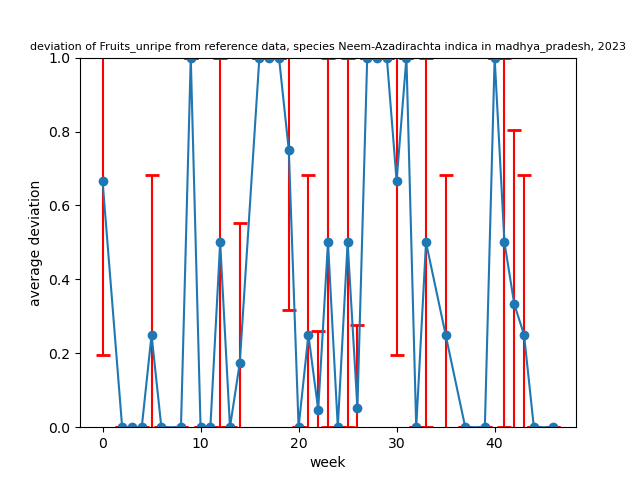 deviation of Fruits_unripe from reference data, species Neem-Azadirachta indica in madhya_pradesh, 2023
1.0
0.8
0.6
0.4
0.2
0.0
average deviation
0 10 20 30 40
week